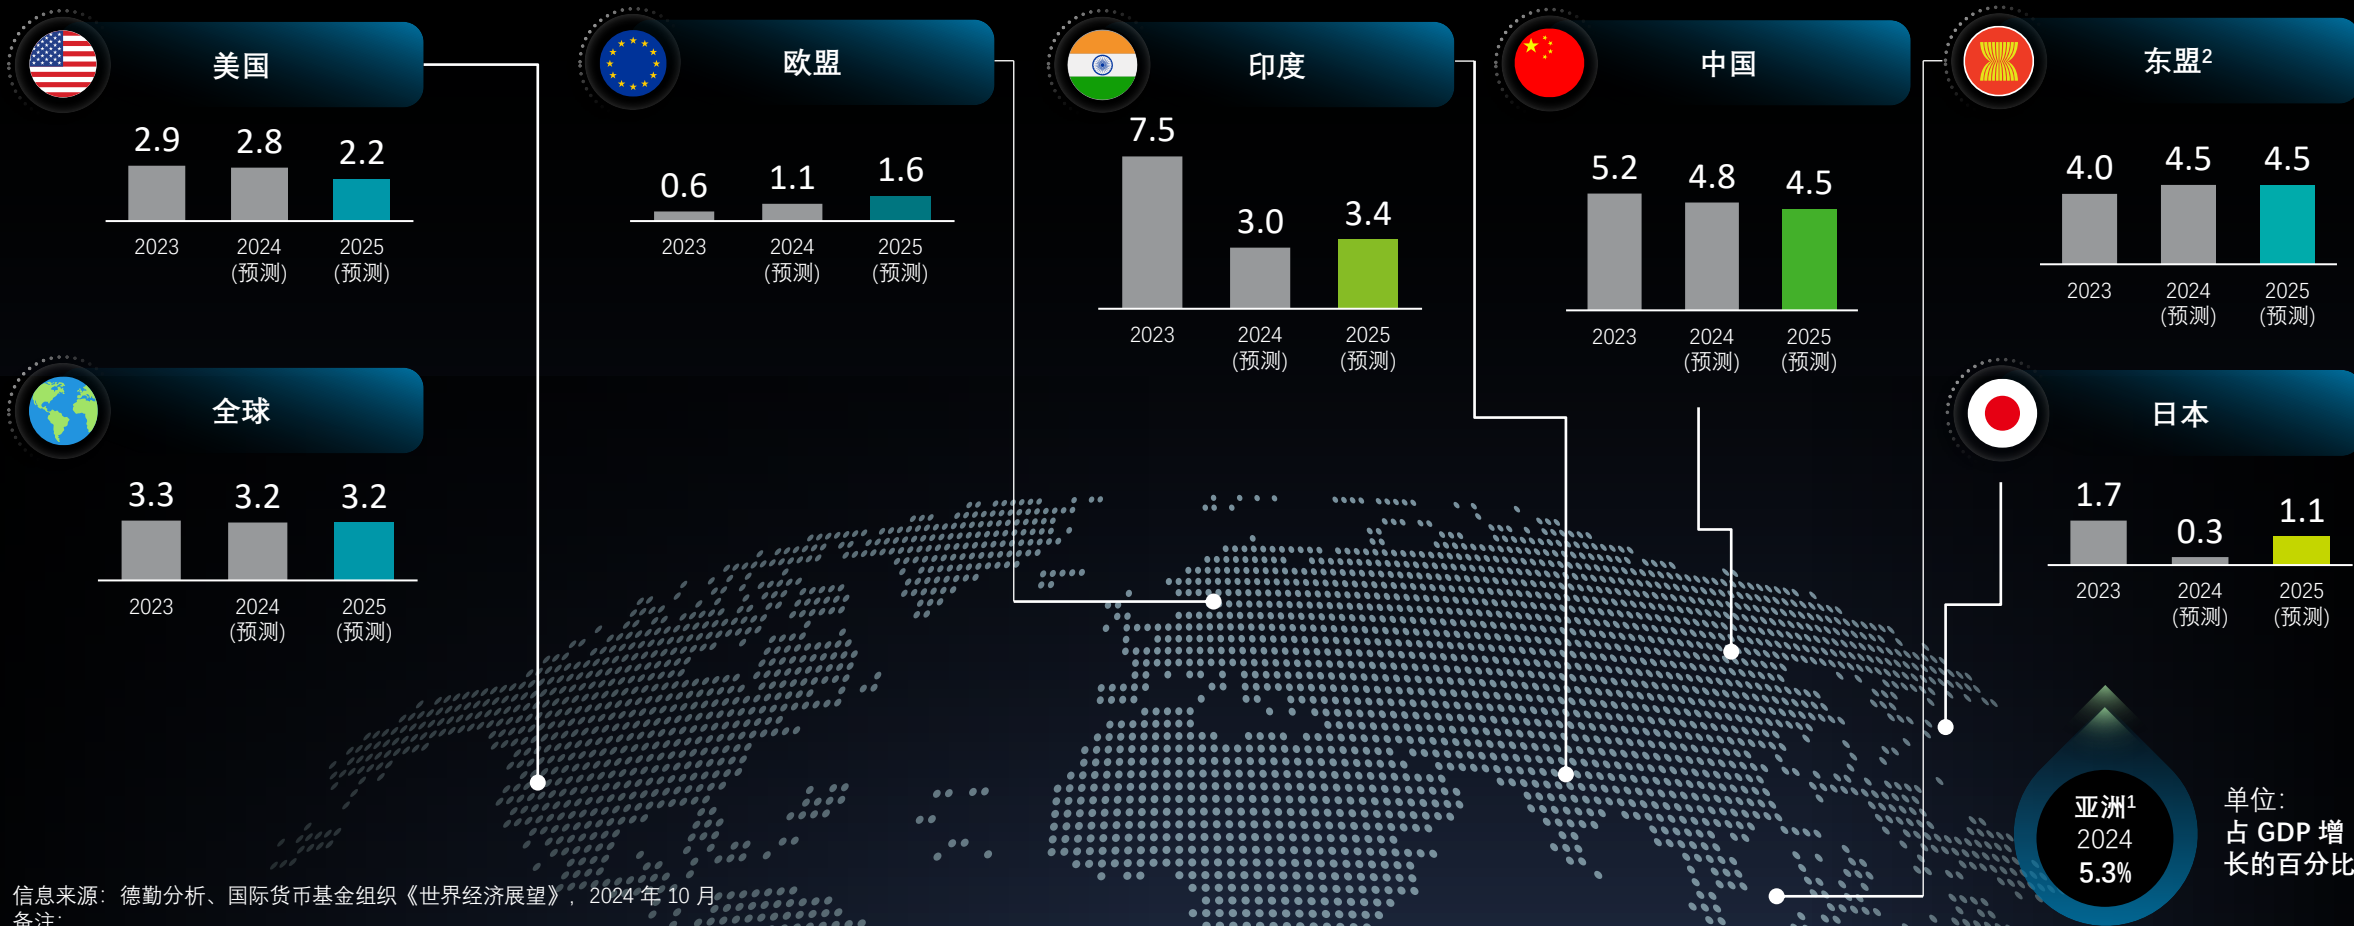 美国
2.9 2.8 2.2
2023 2024 2025
(预测) (预测)
欧盟
0.6 1.1 1.6
2023 2024 2025
(预测) (预测)
印度
7.5 3.0 3.4
2023 2024 2025
(预测) (预测)
中国
5.2 4.8 4.5
2023 2024 2025
(预测) (预测)
东盟²
4.0 4.5 4.5
2023 2024 2025
(预测) (预测)
全球
3.3 3.2 3.2
2023 2024 2025
(预测) (预测)
日本
1.7 0.3 1.1
2023 2024 2025
(预测) (预测)
亚洲¹
2024
5.3%
单位：
占 GDP 增
长的百分比
信息来源：德勤分析、国际货币基金组织《世界经济展望》，2024 年 10 月
备注：